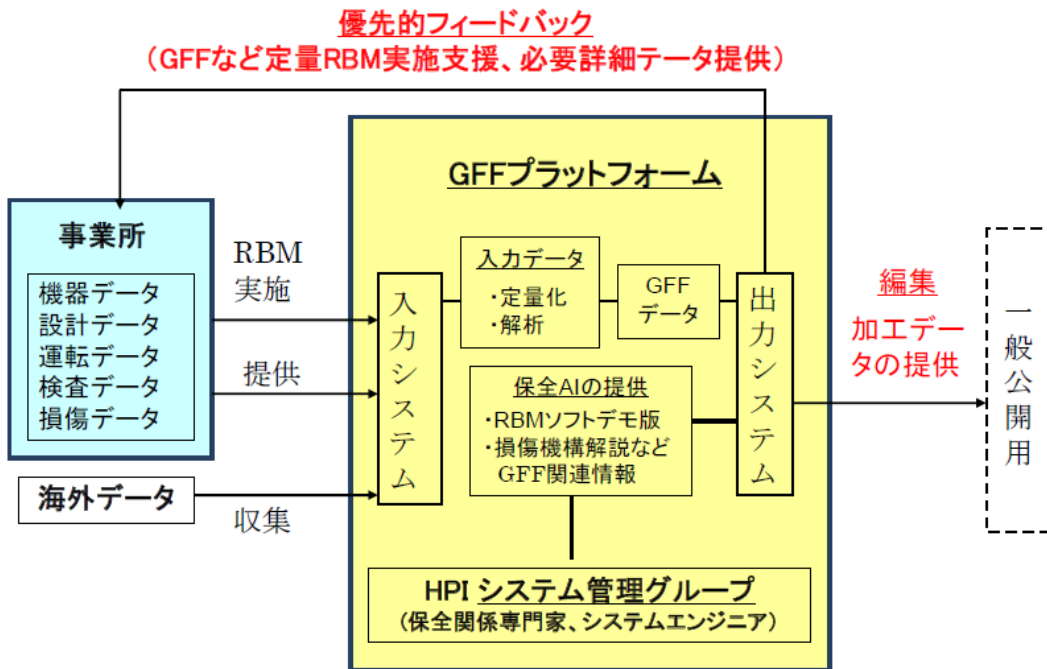 優先的フィードバック
（GFFなど定量RBM実施支援、必要詳細テータ提供）
GFFプラットフォーム
事業所
機器データ
設計データ
運転データ
検査データ
損傷データ
海外データ
RBM
実施
提供
収集
入力システム
入力データ
・定量化
・解析
GFF
データ
保全AIの提供
・RBMソフトデモ版
・損傷機構解説など
GFF関連情報
出力システム
HPI システム管理グループ
（保全関係専門家、システムエンジニア）
編集
加工デー
タの提供
一般公開用